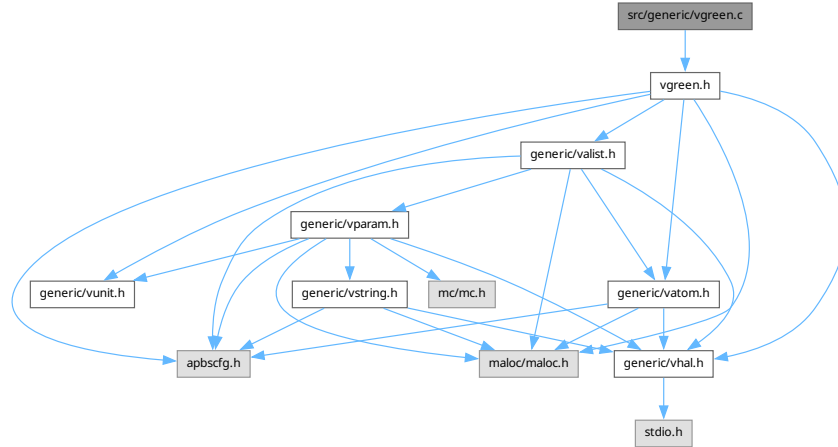 src/generic/vgreen.c
vgreen.h
generic/valist.h
generic/vparam.h
generic/vunit.h
generic/vstring.h
mc/mc.h
generic/vatom.h
apbscfg.h
maloc/maloc.h
generic/vhal.h
stdio.h